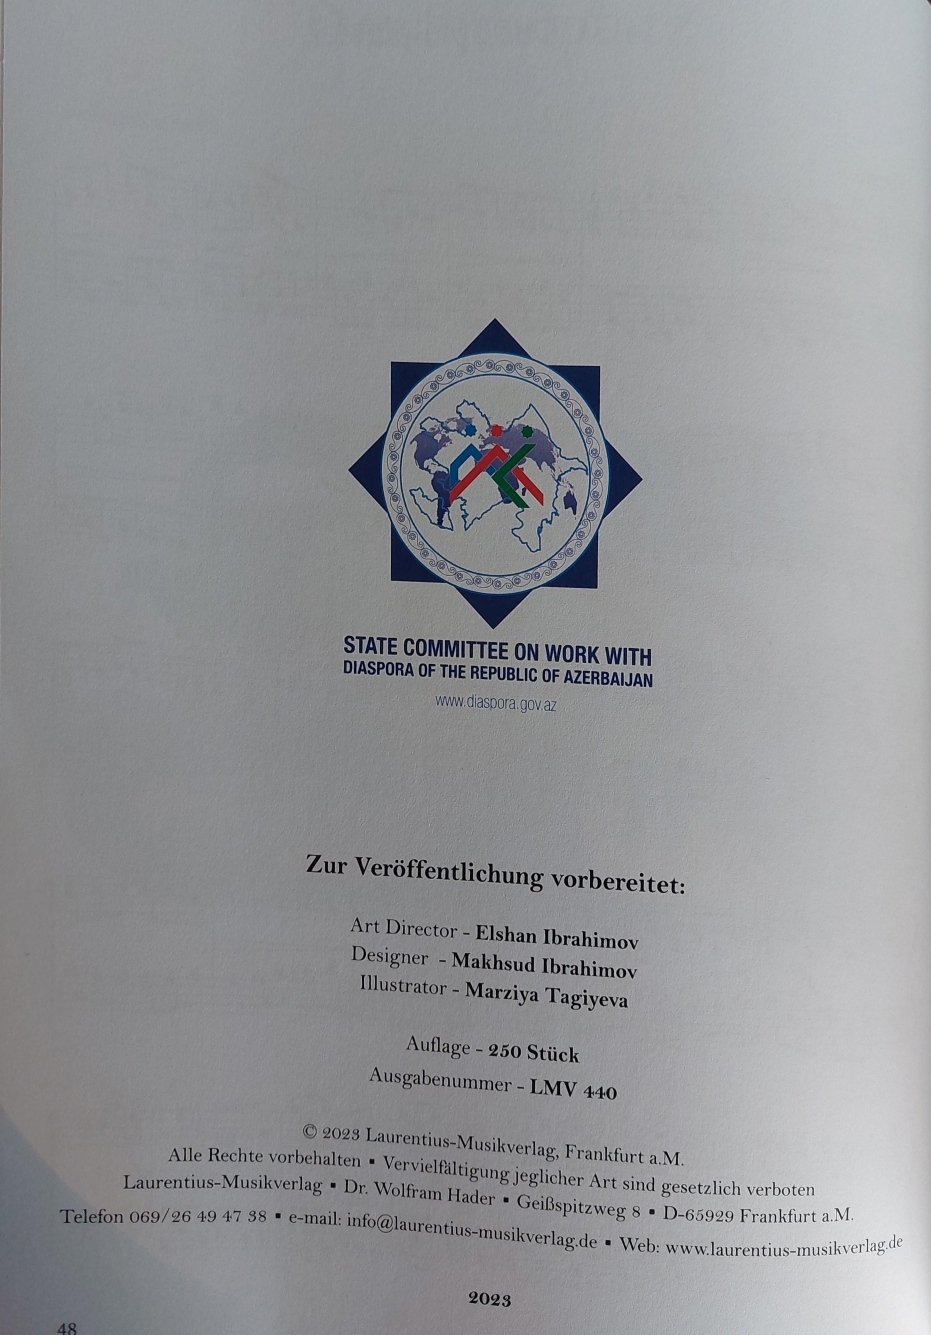 STATE COMMITTEE ON WORK WITH
DIASPORA OF THE REPUBLIC OF AZERBAIJAN
www.diaspora.gov.az
Zur Veröffentlichung vorbereitet:
Art Director - Elshan Ibrahimov
Designer - Makhsud Ibrahimov
Illustrator - Marziya Tagiyeva
Auflage - 250 Stück
Ausgabenummer - LMV 440
© 2023 Laurentius-Musikverlag, Frankfurt a.M.
Alle Rechte vorbehalten ▪ Vervielfältigung jeglicher Art sind gesetzlich verboten
Laurentius-Musikverlag ▪ Dr. Wolfram Hader ▪ Geißspitzweg 8 ▪ D-65929 Frankfurt a.M.
Telefon 069/26 49 47 38 ▪ e-mail: info@laurentius-musikverlag.de ▪ Web: www.laurentius-musikverlag.de
2023
48